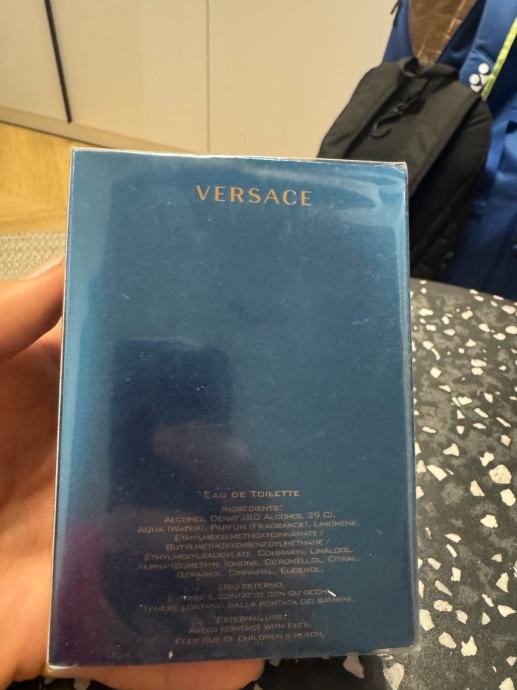 VERSACE
EAU DE TOILETTE
INGREDIENTS:
ALCOHOL DENAT. (SD ALCOHOL 39 C),
AQUA (WATER), PARFUM (FRAGRANCE), LIMONENE,
ETHYLHEXYL METHOXYCINNAMATE /
BUTYL METHOXYDIBENZOYLMETHANE /
ETHYLHEXYL SALICYLATE, COUMARIN, LINALOOL,
ALPHA-ISOMETHYL IONONE, CITRONELLOL, CITRAL,
GERANIOL, CINNAMAL, EUGENOL.
USO ESTERNO.
EVITARE IL CONTATTO CON GLI OCCHI.
TENERE LONTANO DALLA PORTATA DEI BAMBINI.
EXTERNAL USE.
AVOID CONTACT WITH EYES.
KEEP OUT OF CHILDREN'S REACH.